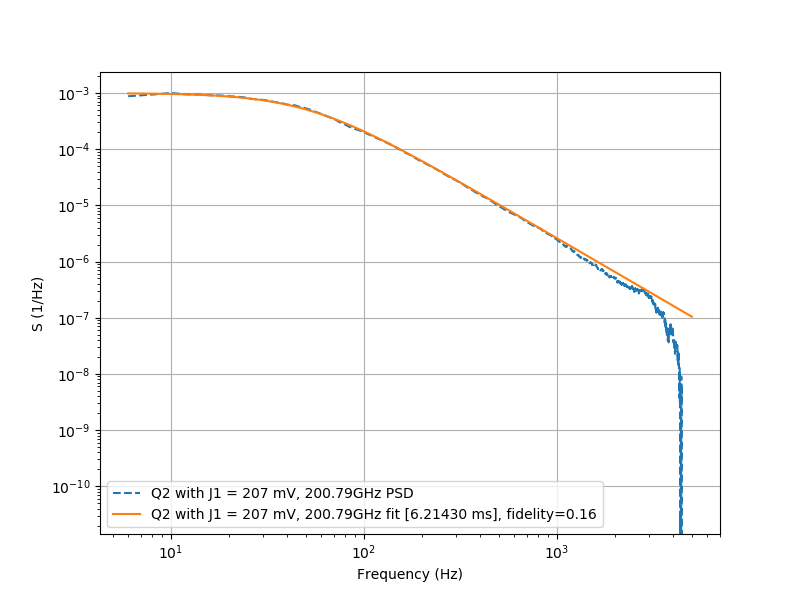 10⁻³
10⁻⁴
10⁻⁵
10⁻⁶
10⁻⁷
10⁻⁸
10⁻⁹
10⁻¹⁰
S (1/Hz)
Q2 with J1 = 207 mV, 200.79GHz PSD
Q2 with J1 = 207 mV, 200.79GHz fit [6.21430 ms], fidelity=0.16
10¹ 10² 10³
Frequency (Hz)